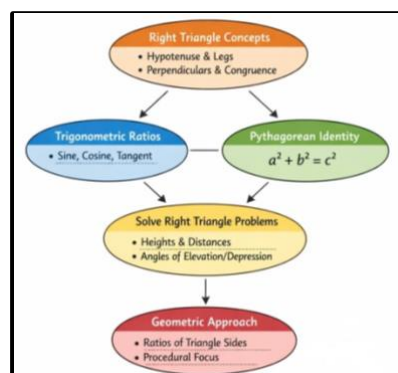 Right Triangle Concepts
• Hypotenuse & Legs
• Perpendiculars & Congruence
Trigonometric Ratios
• Sine, Cosine, Tangent
Pythagorean Identity
a² + b² = c²
Solve Right Triangle Problems
• Heights & Distances
• Angles of Elevation/Depression
Geometric Approach
• Ratios of Triangle Sides
• Procedural Focus